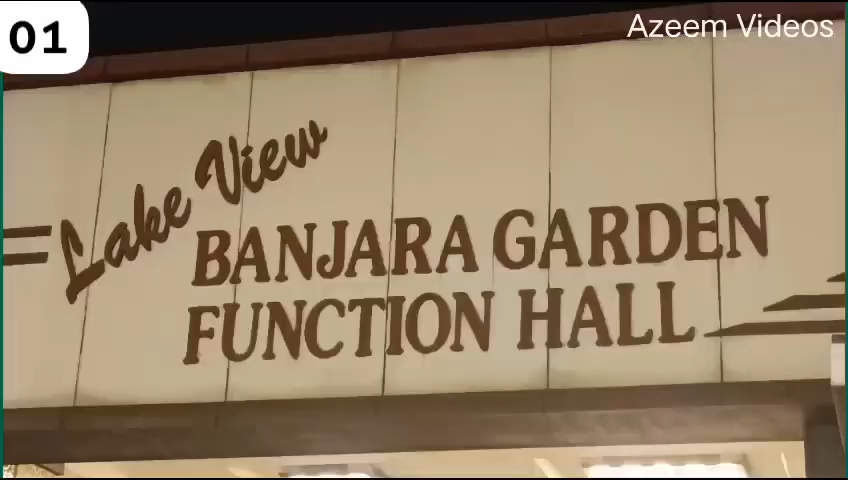 01
Azeem Videos
Lake View
BANJARA GARDEN
FUNCTION HALL